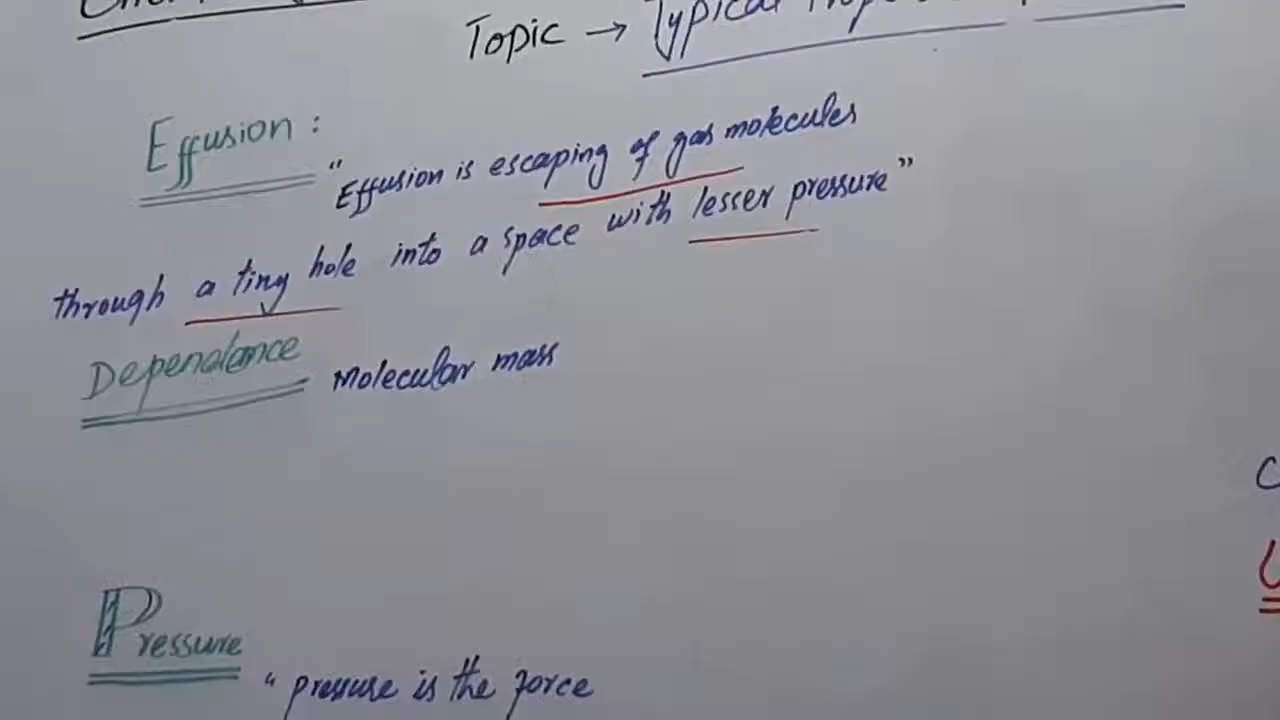 Topic → Typical
Effusion :
"Effusion is escaping of gas molecules
through a tiny hole into a space with lesser pressure"
Dependance Molecular mass
Pressure
"pressure is the force